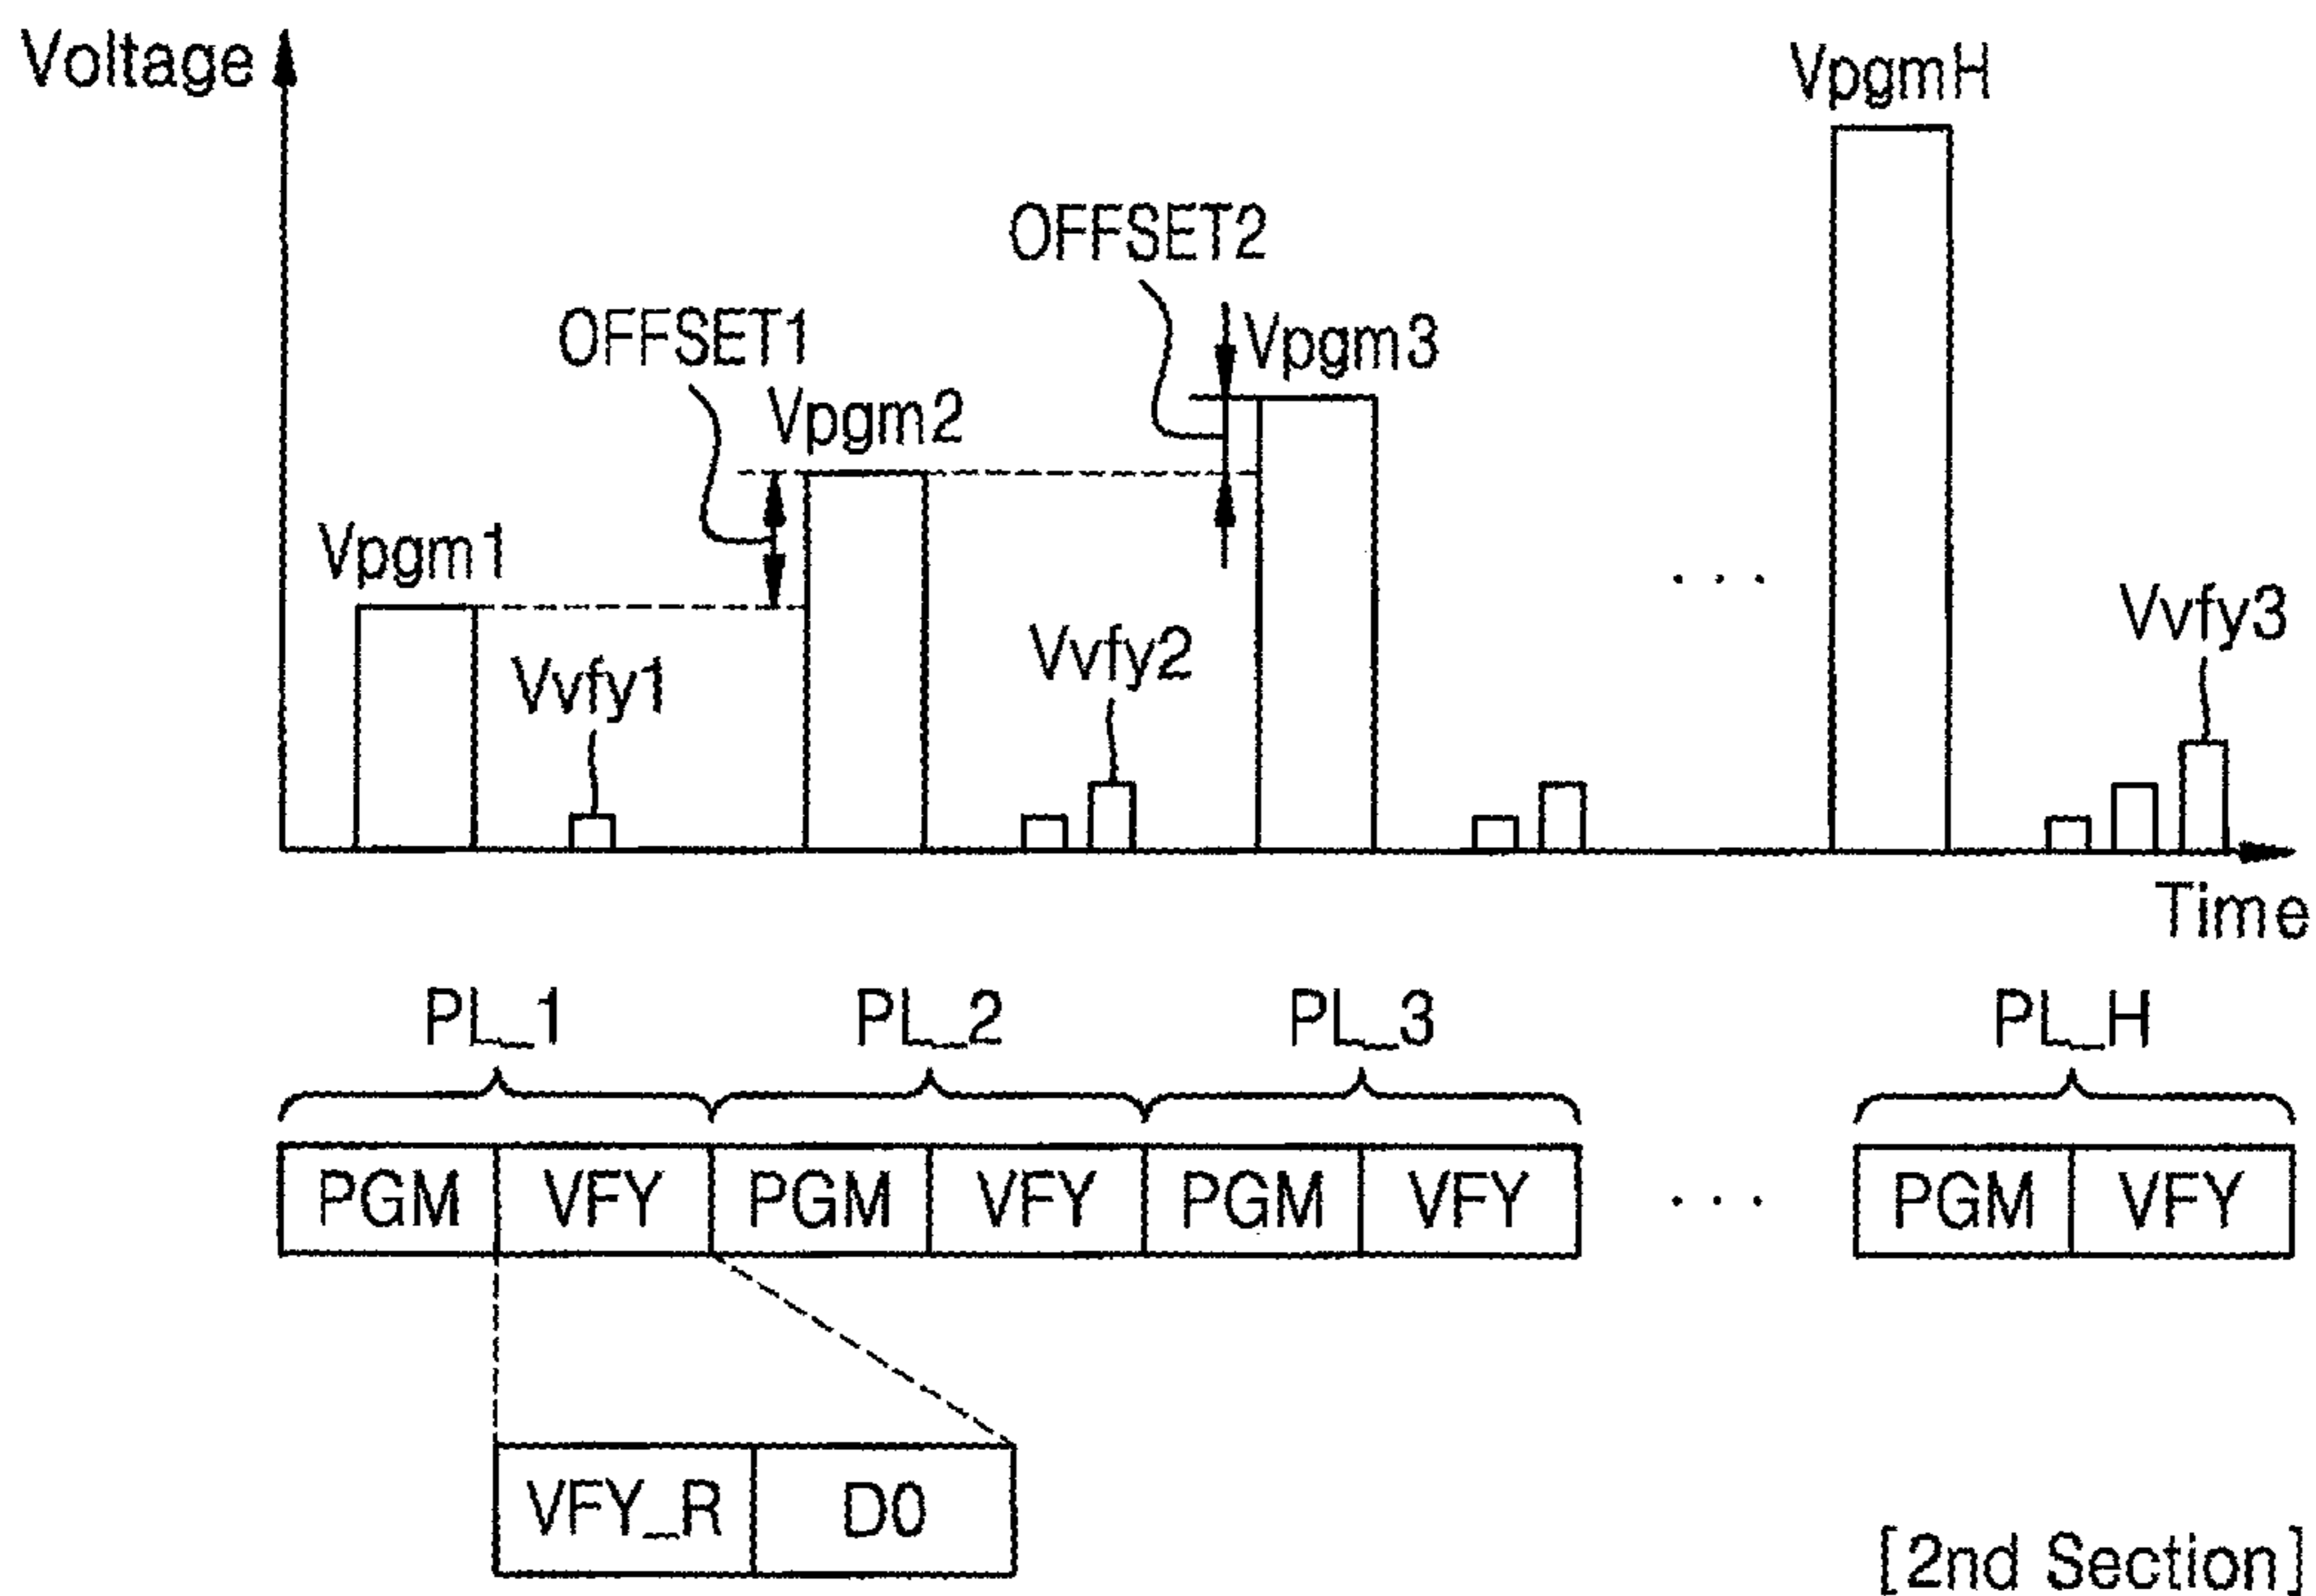 Voltage
VpgmH
OFFSET2
OFFSET1
Vpgm3
Vpgm2
Vpgm1
. . .
Vvfy3
Vvfy2
Vvfy1
Time
PL_1 PL_2 PL_3 PL_H
PGM VFY PGM VFY PGM VFY . . . PGM VFY
VFY_R D0
[2nd Section]